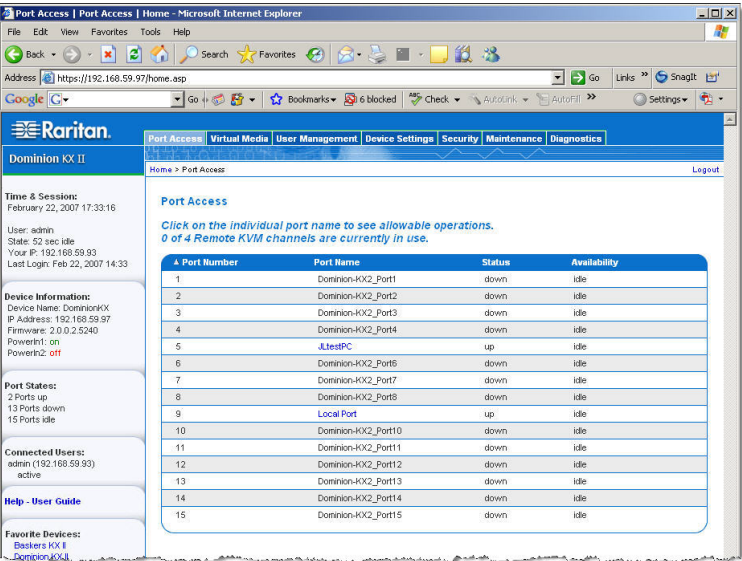 Port Access | Port Access | Home - Microsoft Internet Explorer
File Edit View Favorites Tools Help
Back Search Favorites
Address https://192.168.59.97/home.asp Go Links » SnagIt
Google G Go Bookmarks 6 blocked Check AutoLink AutoFill » Settings
Raritan.
Dominion KX II
Port Access Virtual Media User Management Device Settings Security Maintenance Diagnostics
Home > Port Access Logout
Time & Session:
February 22, 2007 17:33:16
User: admin
State: 52 sec idle
Your IP: 192.168.59.93
Last Login: Feb 22, 2007 14:33
Device Information:
Device Name: DominionKX
IP Address: 192.168.59.97
Firmware: 2.0.0.2.5240
PowerIn1: on
PowerIn2: off
Port States:
2 Ports up
13 Ports down
15 Ports idle
Connected Users:
admin (192.168.59.93)
active
Help - User Guide
Favorite Devices:
Baskers KX II
Dominion KX II
Port Access
Click on the individual port name to see allowable operations.
0 of 4 Remote KVM channels are currently in use.
▲ Port Number Port Name Status Availability
1 Dominion-KX2_Port1 down idle
2 Dominion-KX2_Port2 down idle
3 Dominion-KX2_Port3 down idle
4 Dominion-KX2_Port4 down idle
5 JLtestPC up idle
6 Dominion-KX2_Port6 down idle
7 Dominion-KX2_Port7 down idle
8 Dominion-KX2_Port8 down idle
9 Local Port up idle
10 Dominion-KX2_Port10 down idle
11 Dominion-KX2_Port11 down idle
12 Dominion-KX2_Port12 down idle
13 Dominion-KX2_Port13 down idle
14 Dominion-KX2_Port14 down idle
15 Dominion-KX2_Port15 down idle